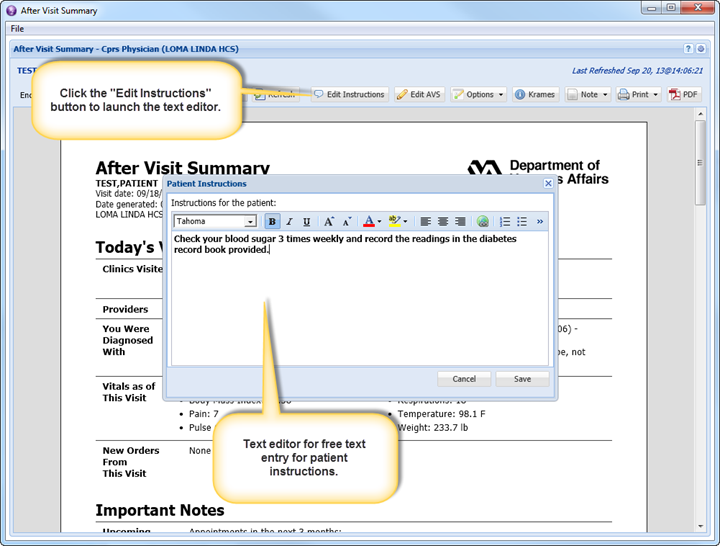 After Visit Summary
File
After Visit Summary - Cprs Physician (LOMA LINDA HCS)
TEST
Last Refreshed Sep 20, 13@14:06:21
Click the "Edit Instructions"
button to launch the text editor.
Refresh
Edit Instructions
Edit AVS
Options
Krames
Note
Print
PDF
After Visit Summary
TEST,PATIENT
Visit date: 09/18/
Date generated:
LOMA LINDA HCS
Department of
Affairs
Patient Instructions
Instructions for the patient:
Tahoma
B I U A A A ab
Check your blood sugar 3 times weekly and record the readings in the diabetes
record book provided.
Cancel
Save
Today's
Clinics Visite
Providers
You Were
Diagnosed
With
06) -
be, not
Vitals as of
This Visit
Body Mass Index
Pain: 7
Pulse
Respirations: 18
Temperature: 98.1 F
Weight: 233.7 lb
New Orders
From
This Visit
None
Text editor for free text
entry for patient
instructions.
Important Notes
Upcoming
Appointments in the next 3 months: